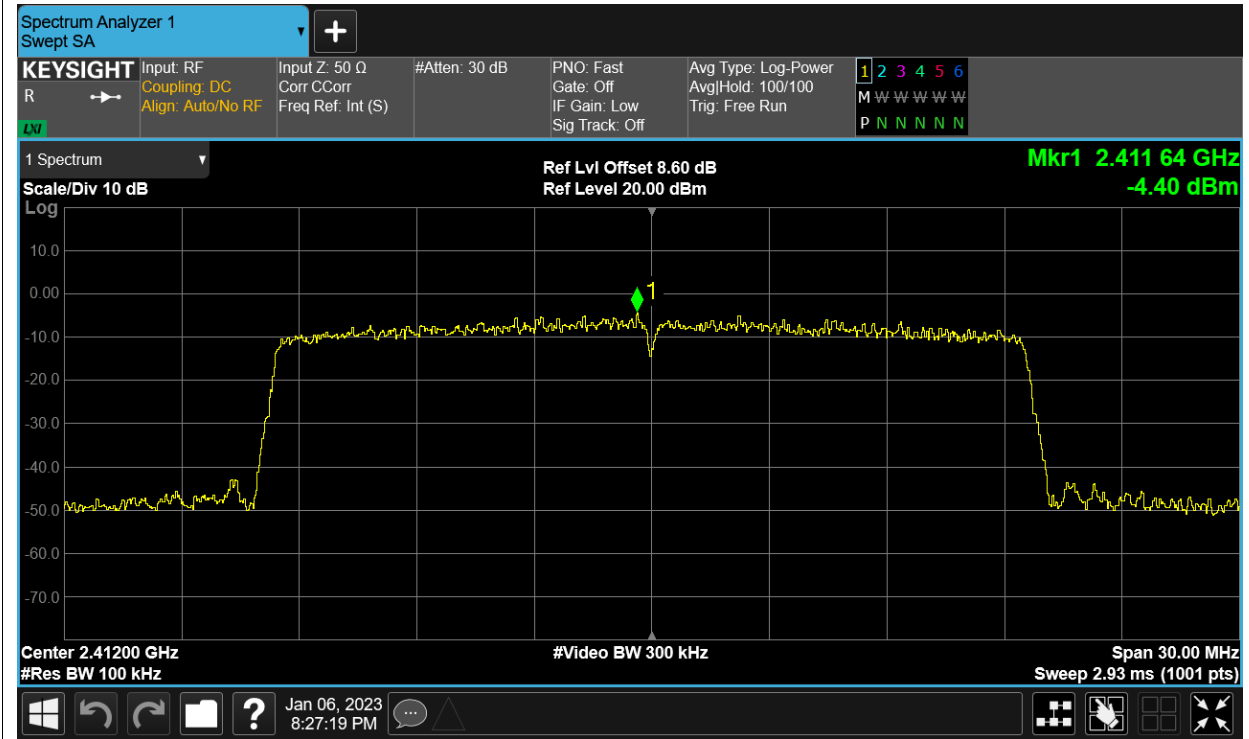 Spectrum Analyzer 1
Swept SA
+
KEYSIGHT Input: RF Input Z: 50 Ω #Atten: 30 dB PNO: Fast Avg Type: Log-Power 1 2 3 4 5 6
R Coupling: DC Corr CCorr Gate: Off Avg|Hold: 100/100 M W W W W W
Align: Auto/No RF Freq Ref: Int (S) IF Gain: Low Trig: Free Run
LXI Sig Track: Off P N N N N N
1 Spectrum
Ref Lvl Offset 8.60 dB Mkr1 2.411 64 GHz
Scale/Div 10 dB Ref Level 20.00 dBm -4.40 dBm
Log
10.0
0.00
1
-10.0
-20.0
-30.0
-40.0
-50.0
-60.0
-70.0
Center 2.41200 GHz #Video BW 300 kHz Span 30.00 MHz
#Res BW 100 kHz Sweep 2.93 ms (1001 pts)
? Jan 06, 2023
8:27:19 PM